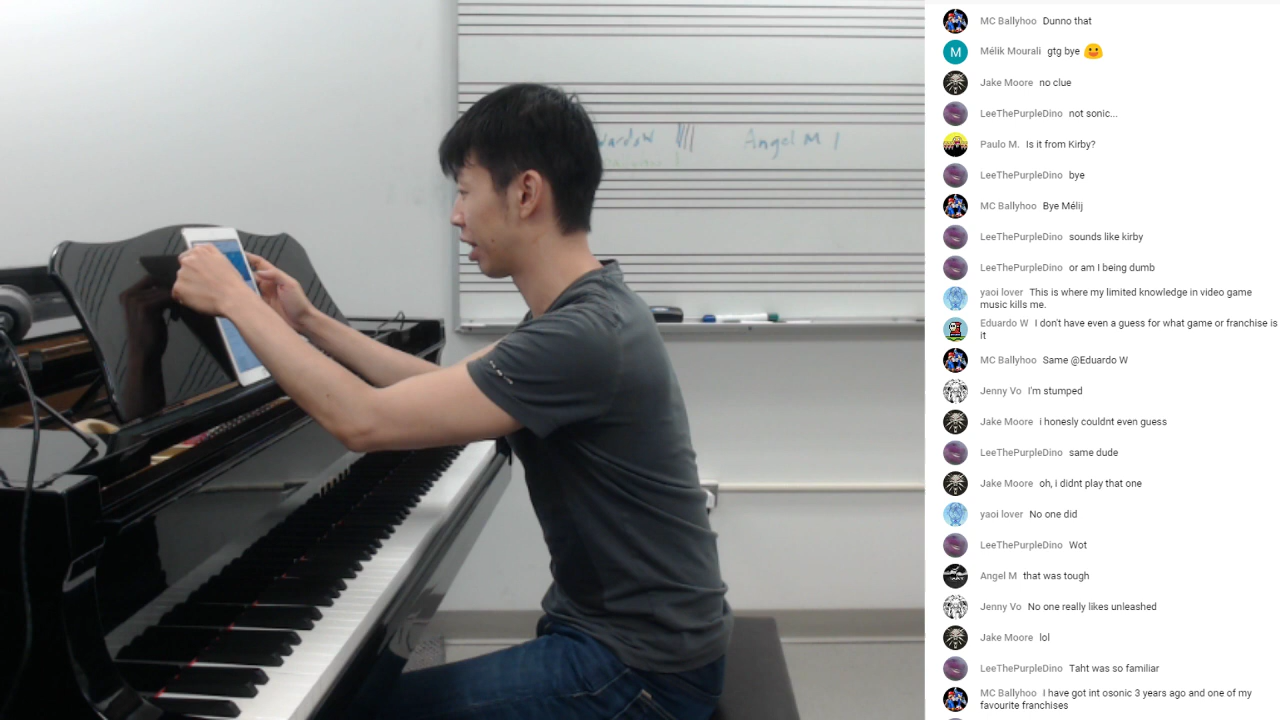 Angel M
MC Ballyhoo Dunno that
M Mélik Mourali gtg bye
Jake Moore no clue
LeeThePurpleDino not sonic...
Paulo M. Is it from Kirby?
LeeThePurpleDino bye
MC Ballyhoo Bye Mélij
LeeThePurpleDino sounds like kirby
LeeThePurpleDino or am I being dumb
yaoi lover This is where my limited knowledge in video game
music kills me.
Eduardo W I don't have even a guess for what game or franchise is
it
MC Ballyhoo Same @Eduardo W
Jenny Vo I'm stumped
Jake Moore i honesly couldnt even guess
LeeThePurpleDino same dude
Jake Moore oh, i didnt play that one
yaoi lover No one did
LeeThePurpleDino Wot
Angel M that was tough
Jenny Vo No one really likes unleashed
Jake Moore lol
LeeThePurpleDino Taht was so familiar
MC Ballyhoo I have got int osonic 3 years ago and one of my
favourite franchises